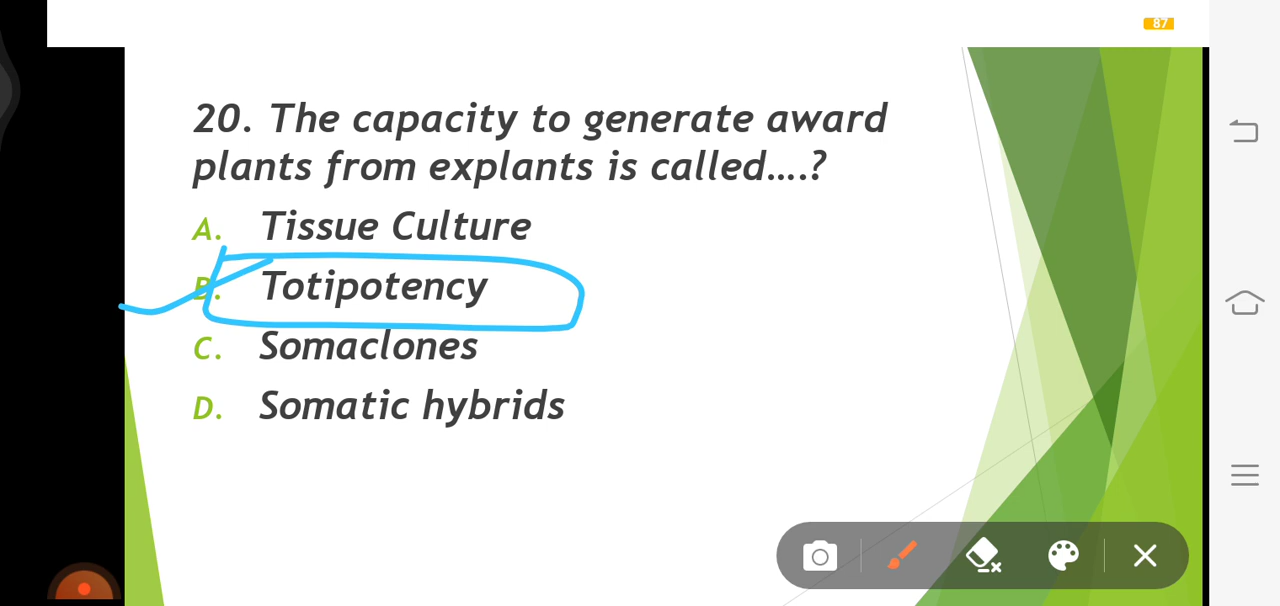 87
20. The capacity to generate award
plants from explants is called....?
A. Tissue Culture
B. Totipotency
C. Somaclones
D. Somatic hybrids